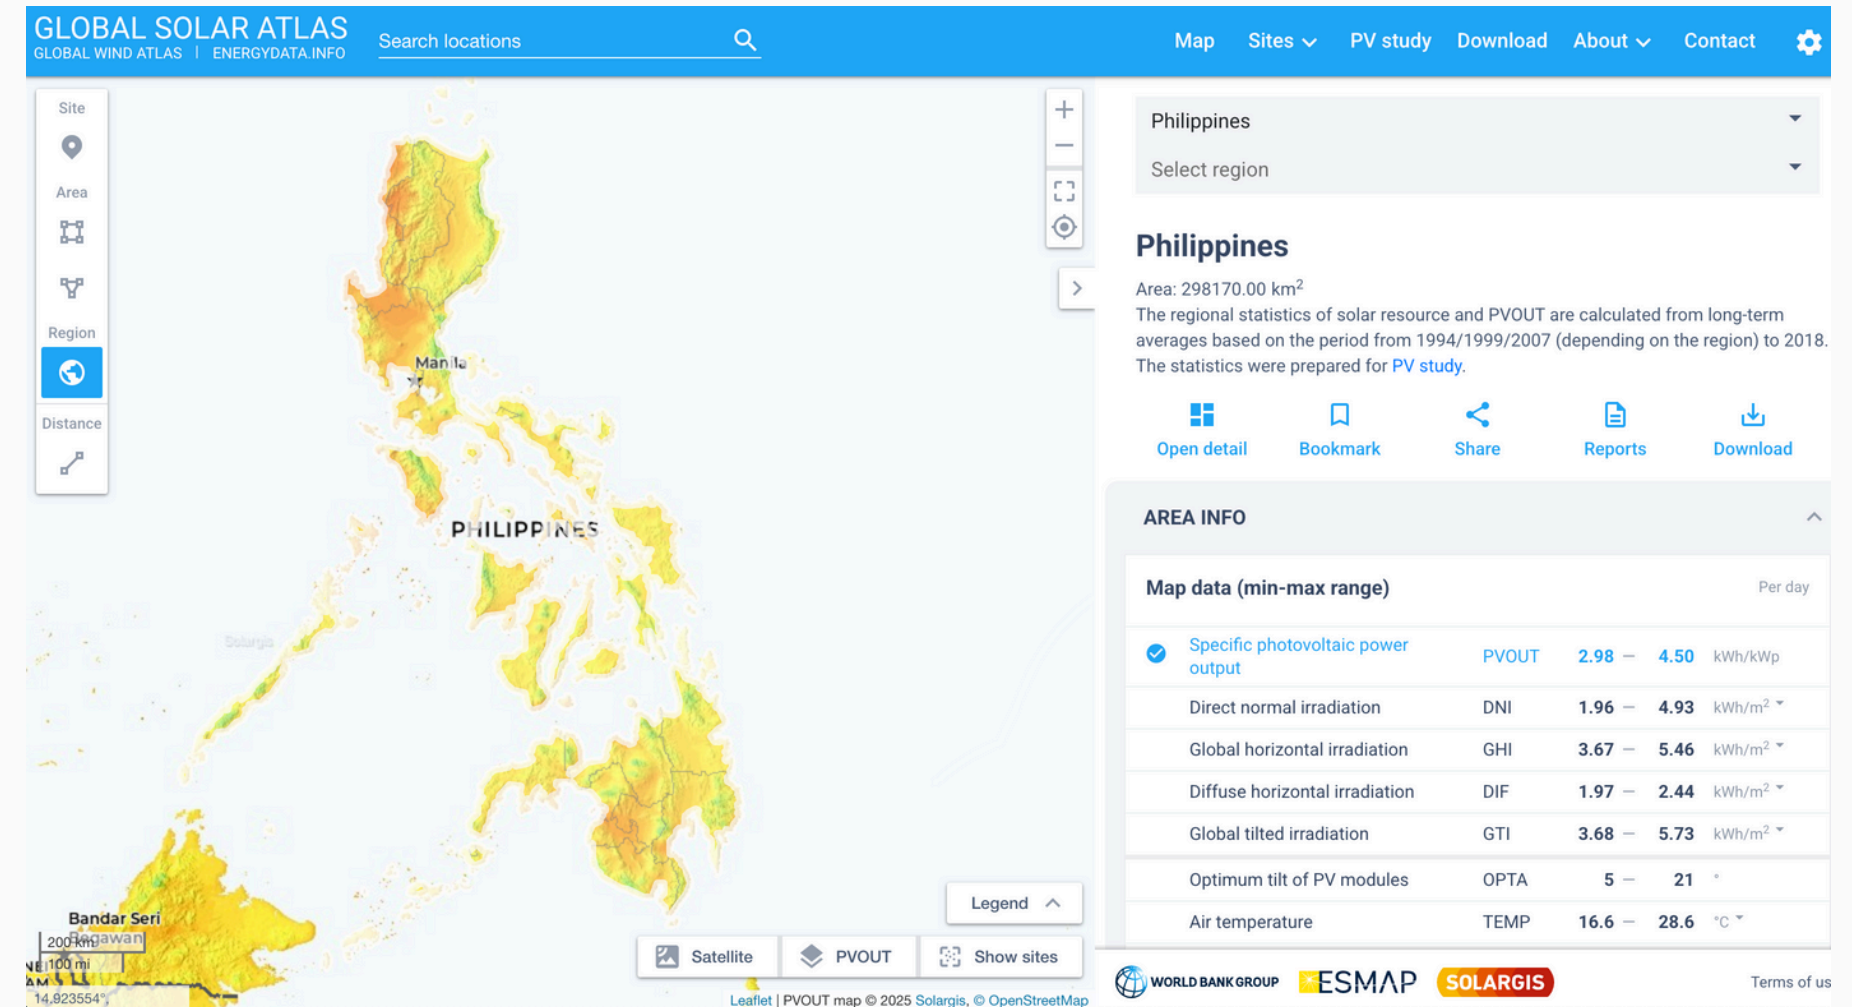 GLOBAL SOLAR ATLAS
GLOBAL WIND ATLAS | ENERGYDATA.INFO
Search locations
Map
Sites
PV study
Download
About
Contact
Site
Area
Region
Distance
Manila
PHILIPPINES
Solargis
Bandar Seri
Begawan
200 km
100 mi
14.923554°,
Legend
Satellite
PVOUT
Show sites
Leaflet | PVOUT map © 2025 Solargis, © OpenStreetMap
Philippines
Select region
Philippines
Area: 298170.00 km²
The regional statistics of solar resource and PVOUT are calculated from long-term
averages based on the period from 1994/1999/2007 (depending on the region) to 2018.
The statistics were prepared for PV study.
Open detail
Bookmark
Share
Reports
Download
AREA INFO
Map data (min-max range) Per day
Specific photovoltaic power
output PVOUT 2.98 — 4.50 kWh/kWp
Direct normal irradiation DNI 1.96 — 4.93 kWh/m²
Global horizontal irradiation GHI 3.67 — 5.46 kWh/m²
Diffuse horizontal irradiation DIF 1.97 — 2.44 kWh/m²
Global tilted irradiation GTI 3.68 — 5.73 kWh/m²
Optimum tilt of PV modules OPTA 5 — 21 °
Air temperature TEMP 16.6 — 28.6 °C
WORLD BANK GROUP
ESMAP
SOLARGIS
Terms of us